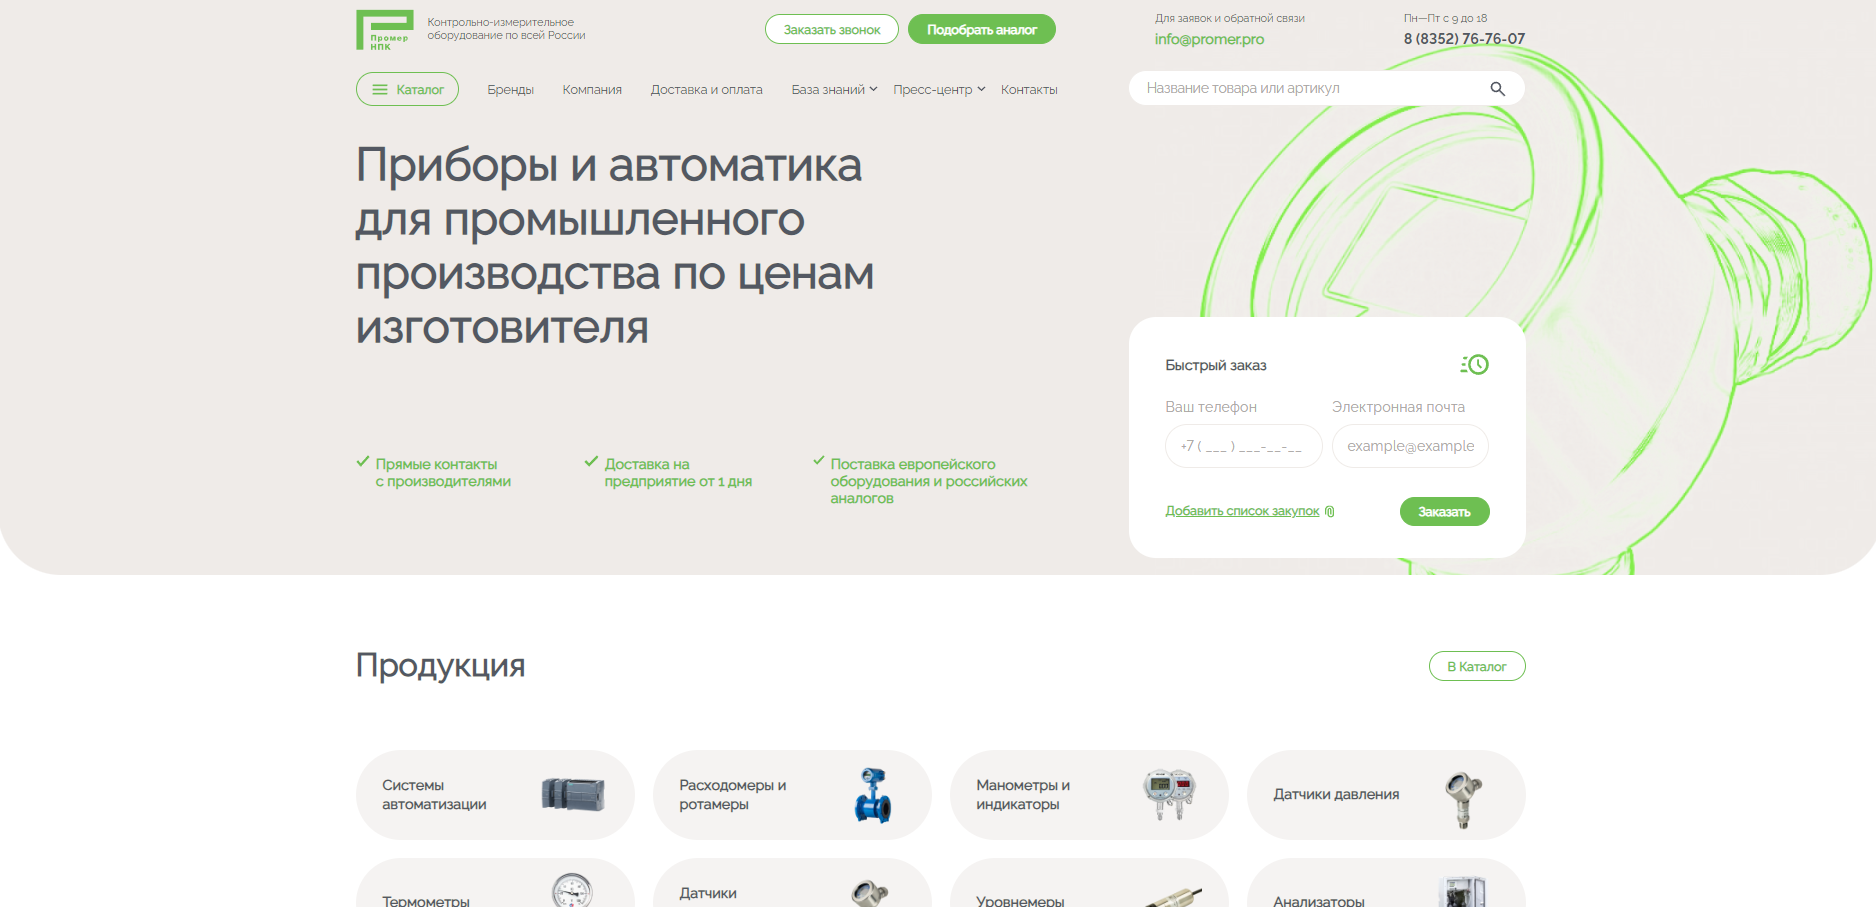 Промер
НПК
Контрольно-измерительное
оборудование по всей России
Заказать звонок
Подобрать аналог
Для заявок и обратной связи
info@promer.pro
Пн—Пт с 9 до 18
8 (8352) 76-76-07
Каталог
Бренды
Компания
Доставка и оплата
База знаний
Пресс-центр
Контакты
Название товара или артикул
Приборы и автоматика
для промышленного
производства по ценам
изготовителя
Прямые контакты
с производителями
Доставка на
предприятие от 1 дня
Поставка европейского
оборудования и российских
аналогов
Быстрый заказ
Ваш телефон
Электронная почта
+7 ( ___ ) ___-__-__
example@example
Добавить список закупок
Заказать
Продукция
В Каталог
Системы
автоматизации
Расходомеры и
ротамеры
Манометры и
индикаторы
Датчики давления
Термометры
Датчики
Уровнемеры
Анализаторы